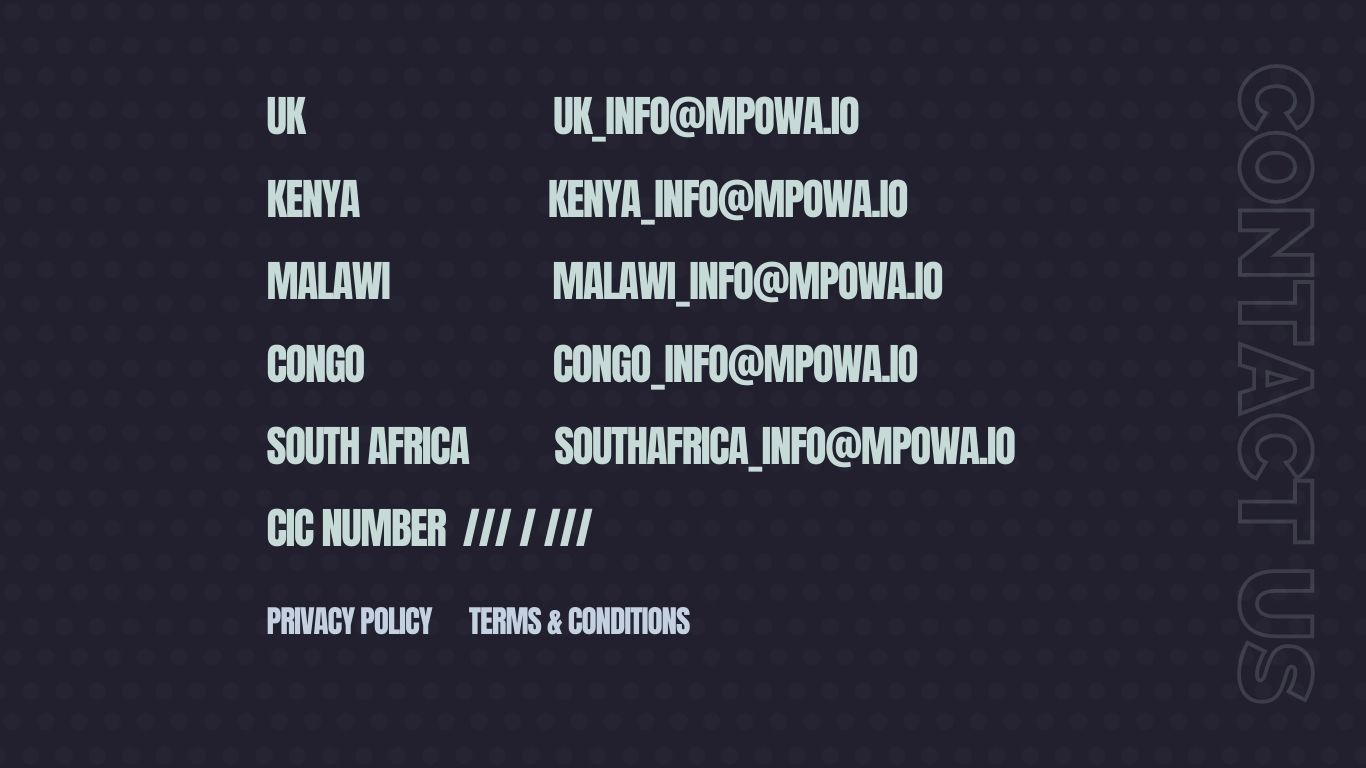 UK UK_INFO@MPOWA.IO
KENYA KENYA_INFO@MPOWA.IO
MALAWI MALAWI_INFO@MPOWA.IO
CONGO CONGO_INFO@MPOWA.IO
SOUTH AFRICA SOUTHAFRICA_INFO@MPOWA.IO
CIC NUMBER /// / ///
PRIVACY POLICY TERMS & CONDITIONS
CONTACT US